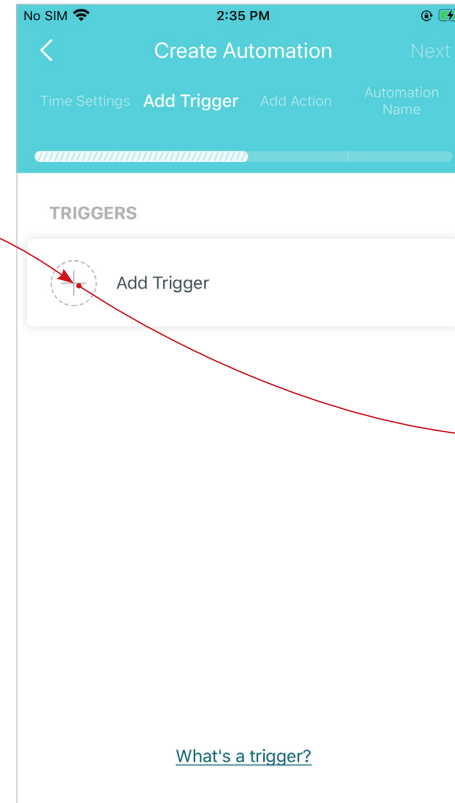 No SIM 2:35 PM
Create Automation Next
Time Settings Add Trigger Add Action Automation
Name
TRIGGERS
Add Trigger
What's a trigger?